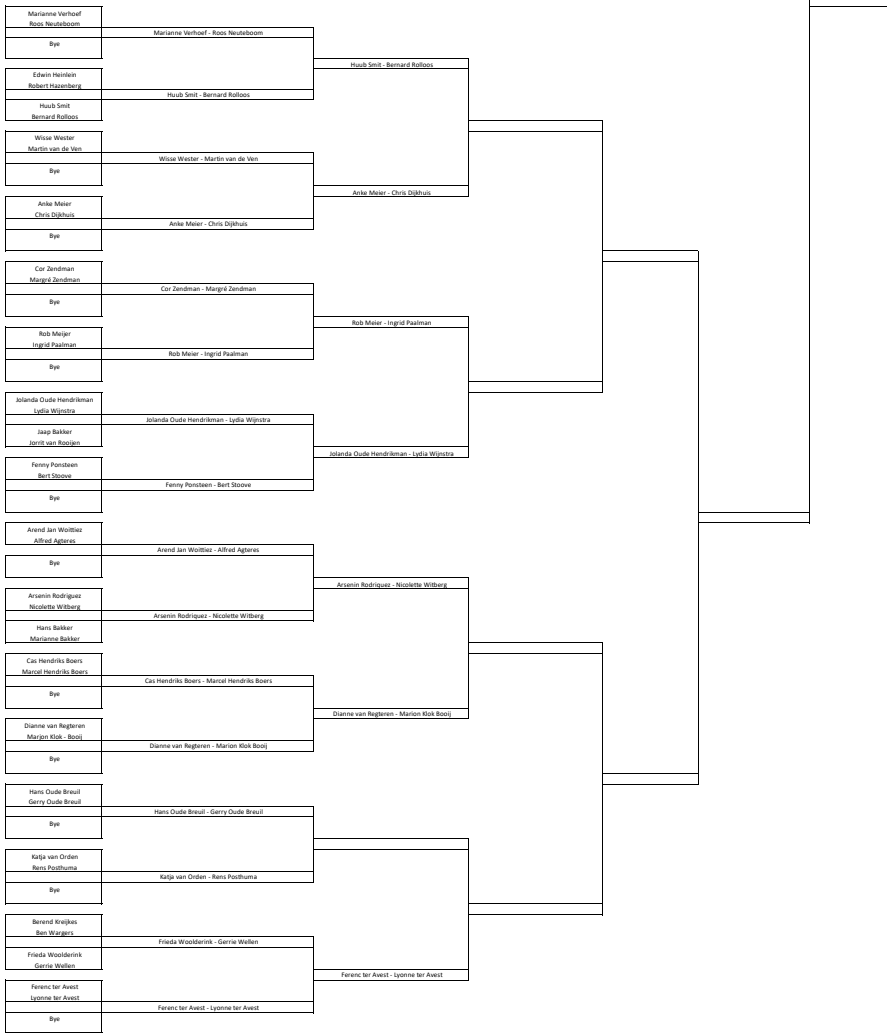 Marianne Verhoef
Roos Neuteboom
Marianne Verhoef - Roos Neuteboom
Bye
Huub Smit - Bernard Rolloos
Edwin Heinlein
Robert Hazenberg
Huub Smit - Bernard Rolloos
Huub Smit
Bernard Rolloos
Wisse Wester
Martin van de Ven
Wisse Wester - Martin van de Ven
Bye
Anke Meier - Chris Dijkhuis
Anke Meier
Chris Dijkhuis
Anke Meier - Chris Dijkhuis
Bye
Cor Zendman
Margré Zendman
Cor Zendman - Margré Zendman
Bye
Rob Meier - Ingrid Paalman
Rob Meijer
Ingrid Paalman
Rob Meier - Ingrid Paalman
Bye
Jolanda Oude Hendrikman
Lydia Wijnstra
Jolanda Oude Hendrikman - Lydia Wijnstra
Jaap Bakker
Jorrit van Rooijen
Jolanda Oude Hendrikman - Lydia Wijnstra
Fenny Ponsteen
Bert Stoove
Fenny Ponsteen - Bert Stoove
Bye
Arend Jan Woittiez
Alfred Agteres
Arend Jan Woittiez - Alfred Agteres
Bye
Arsenin Rodriquez - Nicolette Witberg
Arsenin Rodriguez
Nicolette Witberg
Arsenin Rodriquez - Nicolette Witberg
Hans Bakker
Marianne Bakker
Cas Hendriks Boers
Marcel Hendriks Boers
Cas Hendriks Boers - Marcel Hendriks Boers
Bye
Dianne van Regteren - Marion Klok Booij
Dianne van Regteren
Marjon Klok - Booij
Dianne van Regteren - Marion Klok Booij
Bye
Hans Oude Breuil
Gerry Oude Breuil
Hans Oude Breuil - Gerry Oude Breuil
Bye
Katja van Orden
Rens Posthuma
Katja van Orden - Rens Posthuma
Bye
Berend Kreijkes
Ben Wargers
Frieda Woolderink - Gerrie Wellen
Frieda Woolderink
Gerrie Wellen
Ferenc ter Avest - Lyonne ter Avest
Ferenc ter Avest
Lyonne ter Avest
Ferenc ter Avest - Lyonne ter Avest
Bye